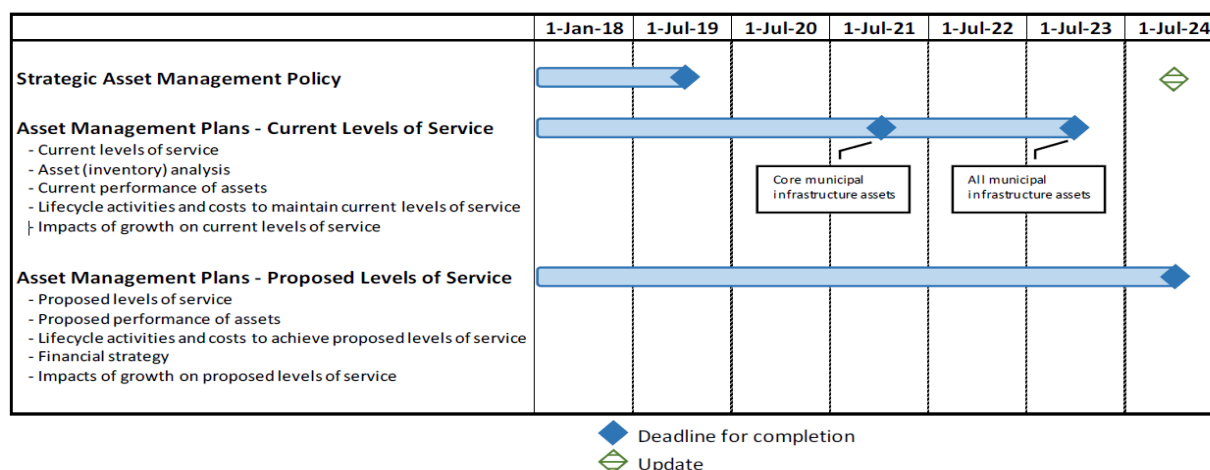 1-Jan-18 1-Jul-19 1-Jul-20 1-Jul-21 1-Jul-22 1-Jul-23 1-Jul-24
Strategic Asset Management Policy
Asset Management Plans - Current Levels of Service
- Current levels of service
- Asset (inventory) analysis
- Current performance of assets
- Lifecycle activities and costs to maintain current levels of service
- Impacts of growth on current levels of service
Core municipal
infrastructure assets
All municipal
infrastructure assets
Asset Management Plans - Proposed Levels of Service
- Proposed levels of service
- Proposed performance of assets
- Lifecycle activities and costs to achieve proposed levels of service
- Financial strategy
- Impacts of growth on proposed levels of service
Deadline for completion
Update